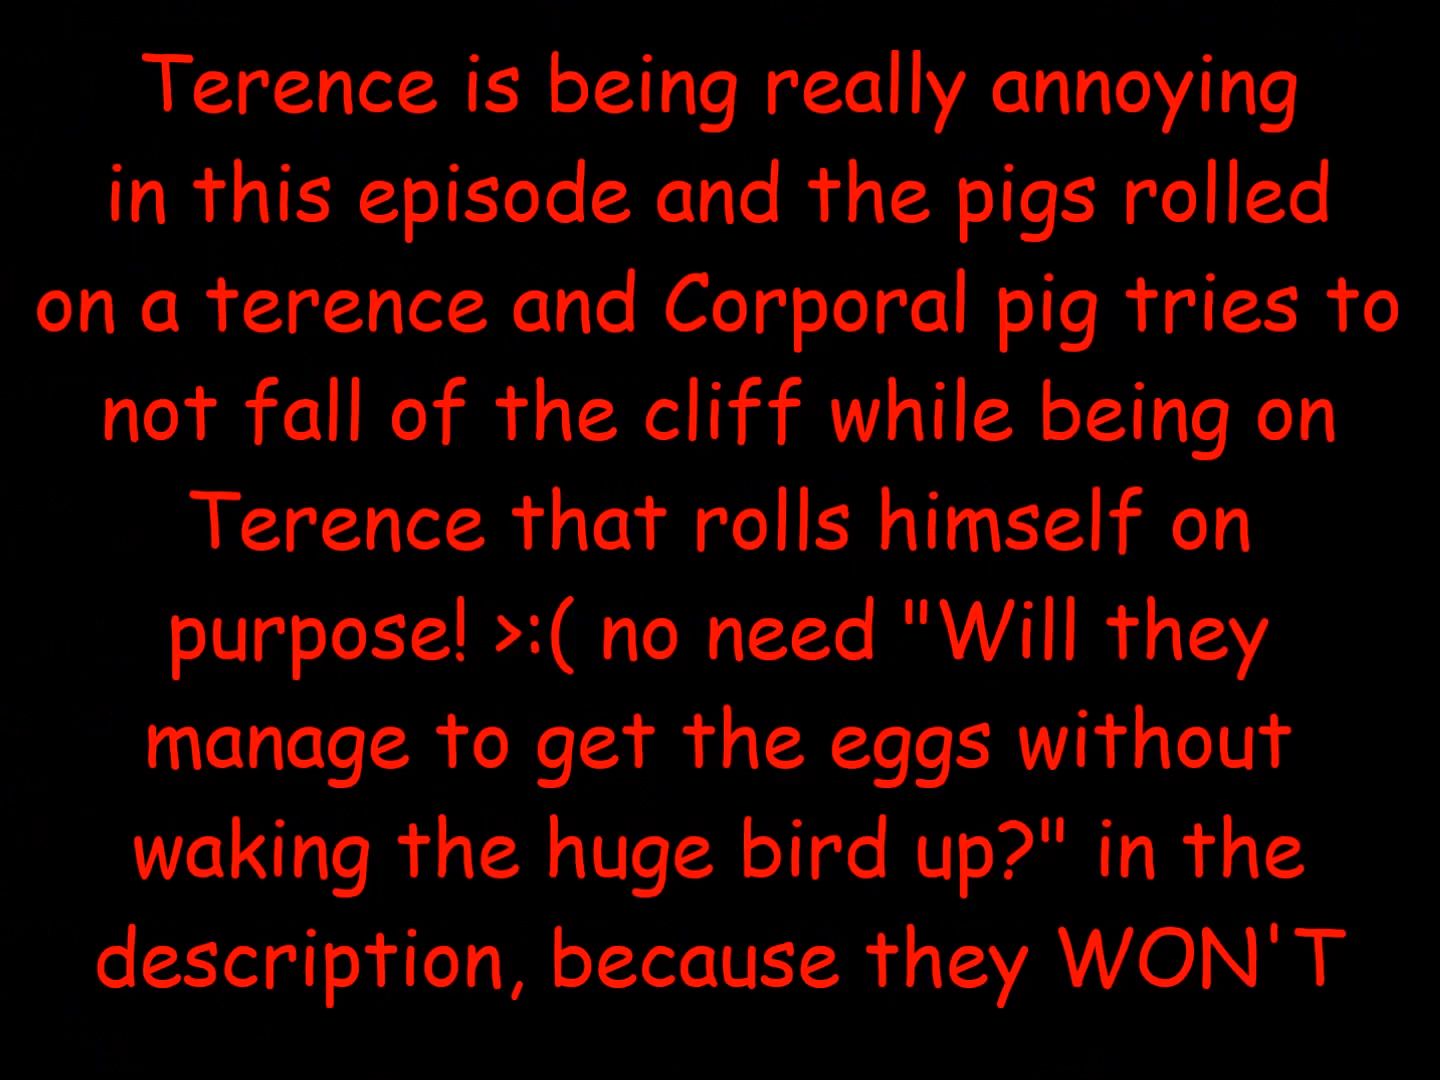 Terence is being really annoying
in this episode and the pigs rolled
on a terence and Corporal pig tries to
not fall of the cliff while being on
Terence that rolls himself on
purpose! >:( no need "Will they
manage to get the eggs without
waking the huge bird up?" in the
description, because they WON'T